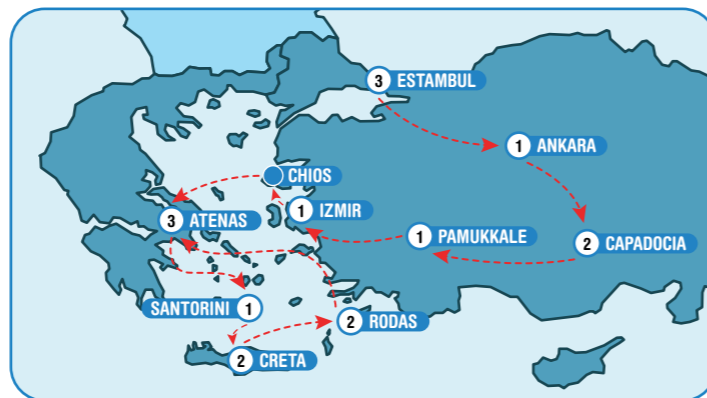 3 ESTAMBUL
1 ANKARA
CHIOS
1 IZMIR
3 ATENAS
1 PAMUKKALE
2 CAPADOCIA
SANTORINI 1
2 RODAS
2 CRETA